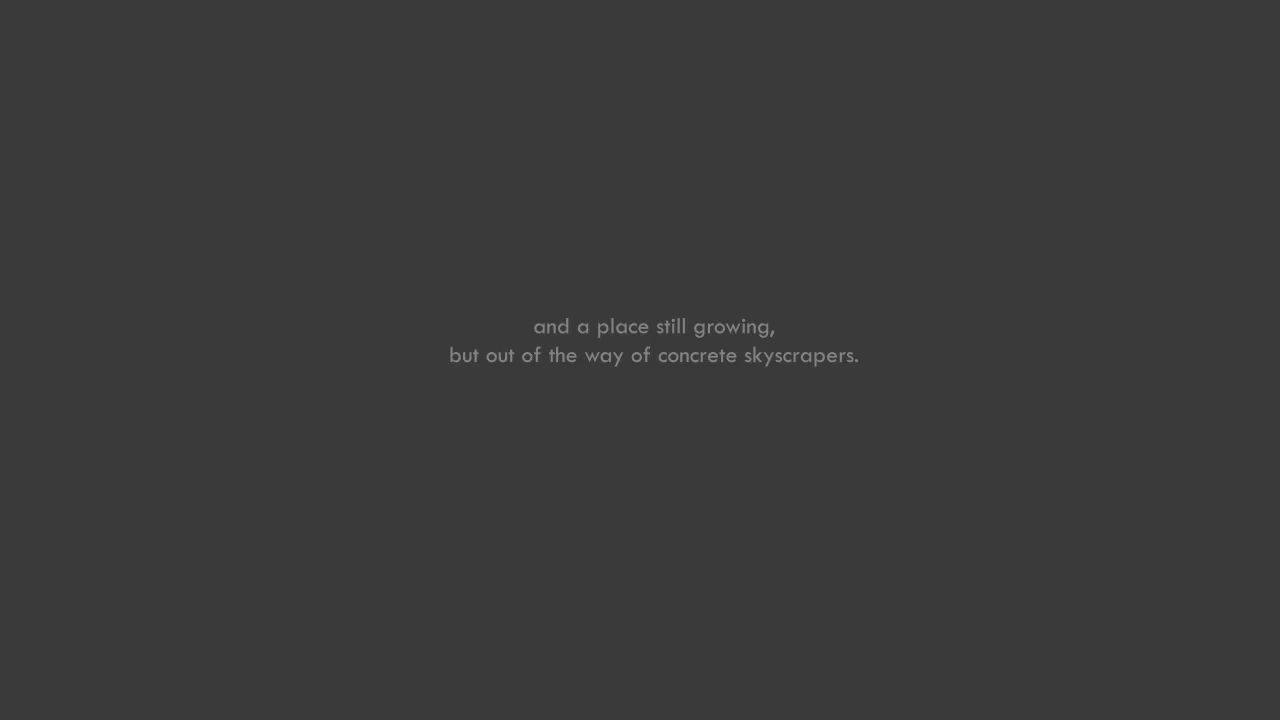 and a place still growing,
but out of the way of concrete skyscrapers.